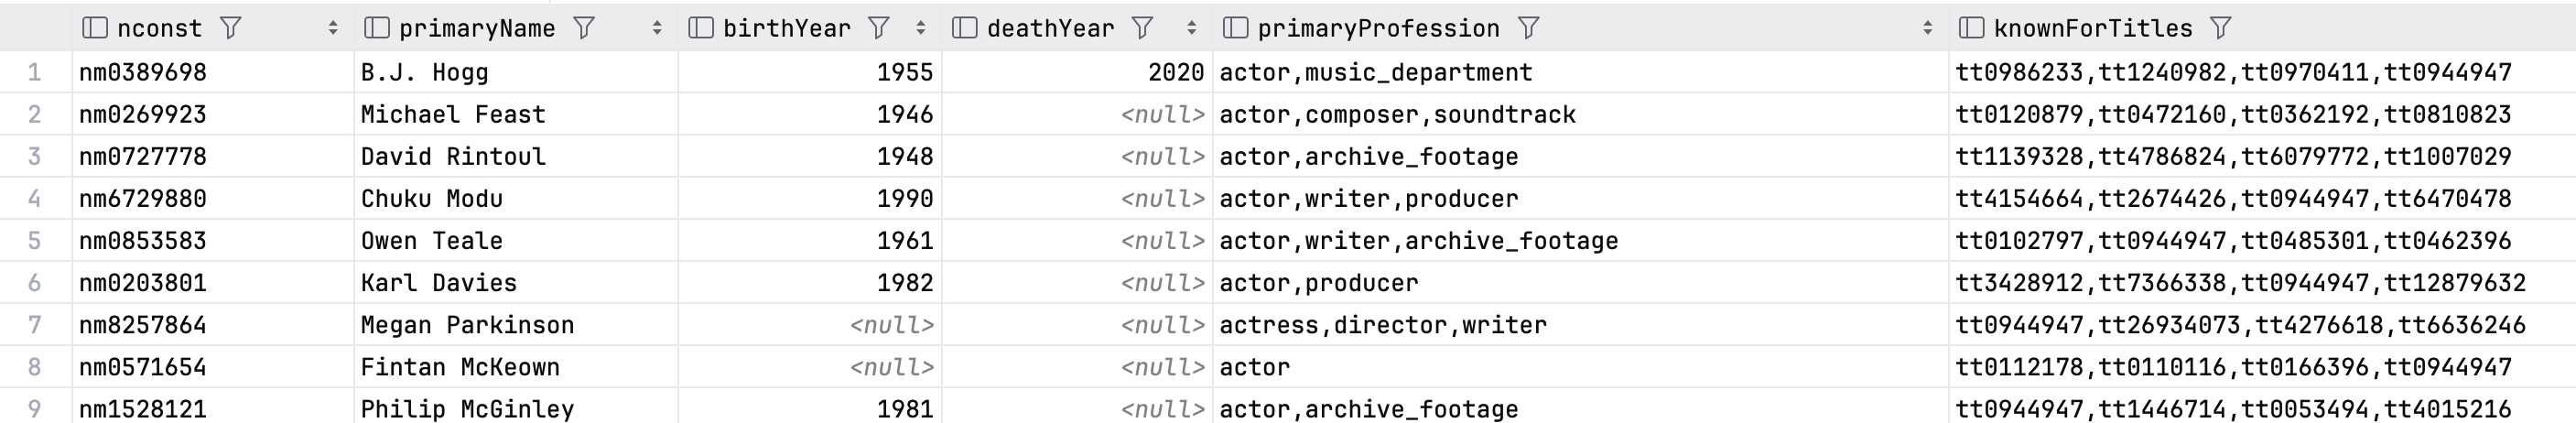 nconst primaryName birthYear deathYear primaryProfession knownForTitles
1 nm0389698 B.J. Hogg 1955 2020 actor,music_department tt0986233,tt1240982,tt0970411,tt0944947
2 nm0269923 Michael Feast 1946 <null> actor,composer,soundtrack tt0120879,tt0472160,tt0362192,tt0810823
3 nm0727778 David Rintoul 1948 <null> actor,archive_footage tt1139328,tt4786824,tt6079772,tt1007029
4 nm6729880 Chuku Modu 1990 <null> actor,writer,producer tt4154664,tt2674426,tt0944947,tt6470478
5 nm0853583 Owen Teale 1961 <null> actor,writer,archive_footage tt0102797,tt0944947,tt0485301,tt0462396
6 nm0203801 Karl Davies 1982 <null> actor,producer tt3428912,tt7366338,tt0944947,tt12879632
7 nm8257864 Megan Parkinson <null> <null> actress,director,writer tt0944947,tt26934073,tt4276618,tt6636246
8 nm0571654 Fintan McKeown <null> <null> actor tt0112178,tt0110116,tt0166396,tt0944947
9 nm1528121 Philip McGinley 1981 <null> actor,archive_footage tt0944947,tt1446714,tt0053494,tt4015216